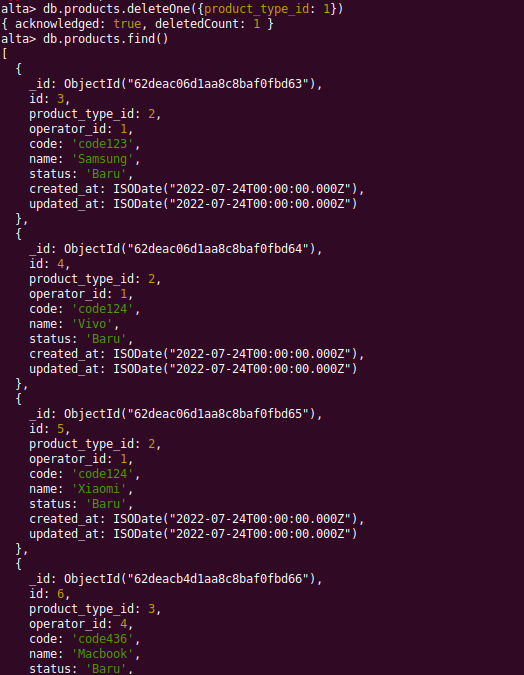 alta> db.products.deleteOne({product_type_id: 1})
{ acknowledged: true, deletedCount: 1 }
alta> db.products.find()
[
  {
    _id: ObjectId("62deac06d1aa8c8baf0fbd63"),
    id: 3,
    product_type_id: 2,
    operator_id: 1,
    code: 'code123',
    name: 'Samsung',
    status: 'Baru',
    created_at: ISODate("2022-07-24T00:00:00.000Z"),
    updated_at: ISODate("2022-07-24T00:00:00.000Z")
  },
  {
    _id: ObjectId("62deac06d1aa8c8baf0fbd64"),
    id: 4,
    product_type_id: 2,
    operator_id: 1,
    code: 'code124',
    name: 'Vivo',
    status: 'Baru',
    created_at: ISODate("2022-07-24T00:00:00.000Z"),
    updated_at: ISODate("2022-07-24T00:00:00.000Z")
  },
  {
    _id: ObjectId("62deac06d1aa8c8baf0fbd65"),
    id: 5,
    product_type_id: 2,
    operator_id: 1,
    code: 'code124',
    name: 'Xiaomi',
    status: 'Baru',
    created_at: ISODate("2022-07-24T00:00:00.000Z"),
    updated_at: ISODate("2022-07-24T00:00:00.000Z")
  },
  {
    _id: ObjectId("62deacb4d1aa8c8baf0fbd66"),
    id: 6,
    product_type_id: 3,
    operator_id: 4,
    code: 'code436',
    name: 'Macbook',
    status: 'Baru',